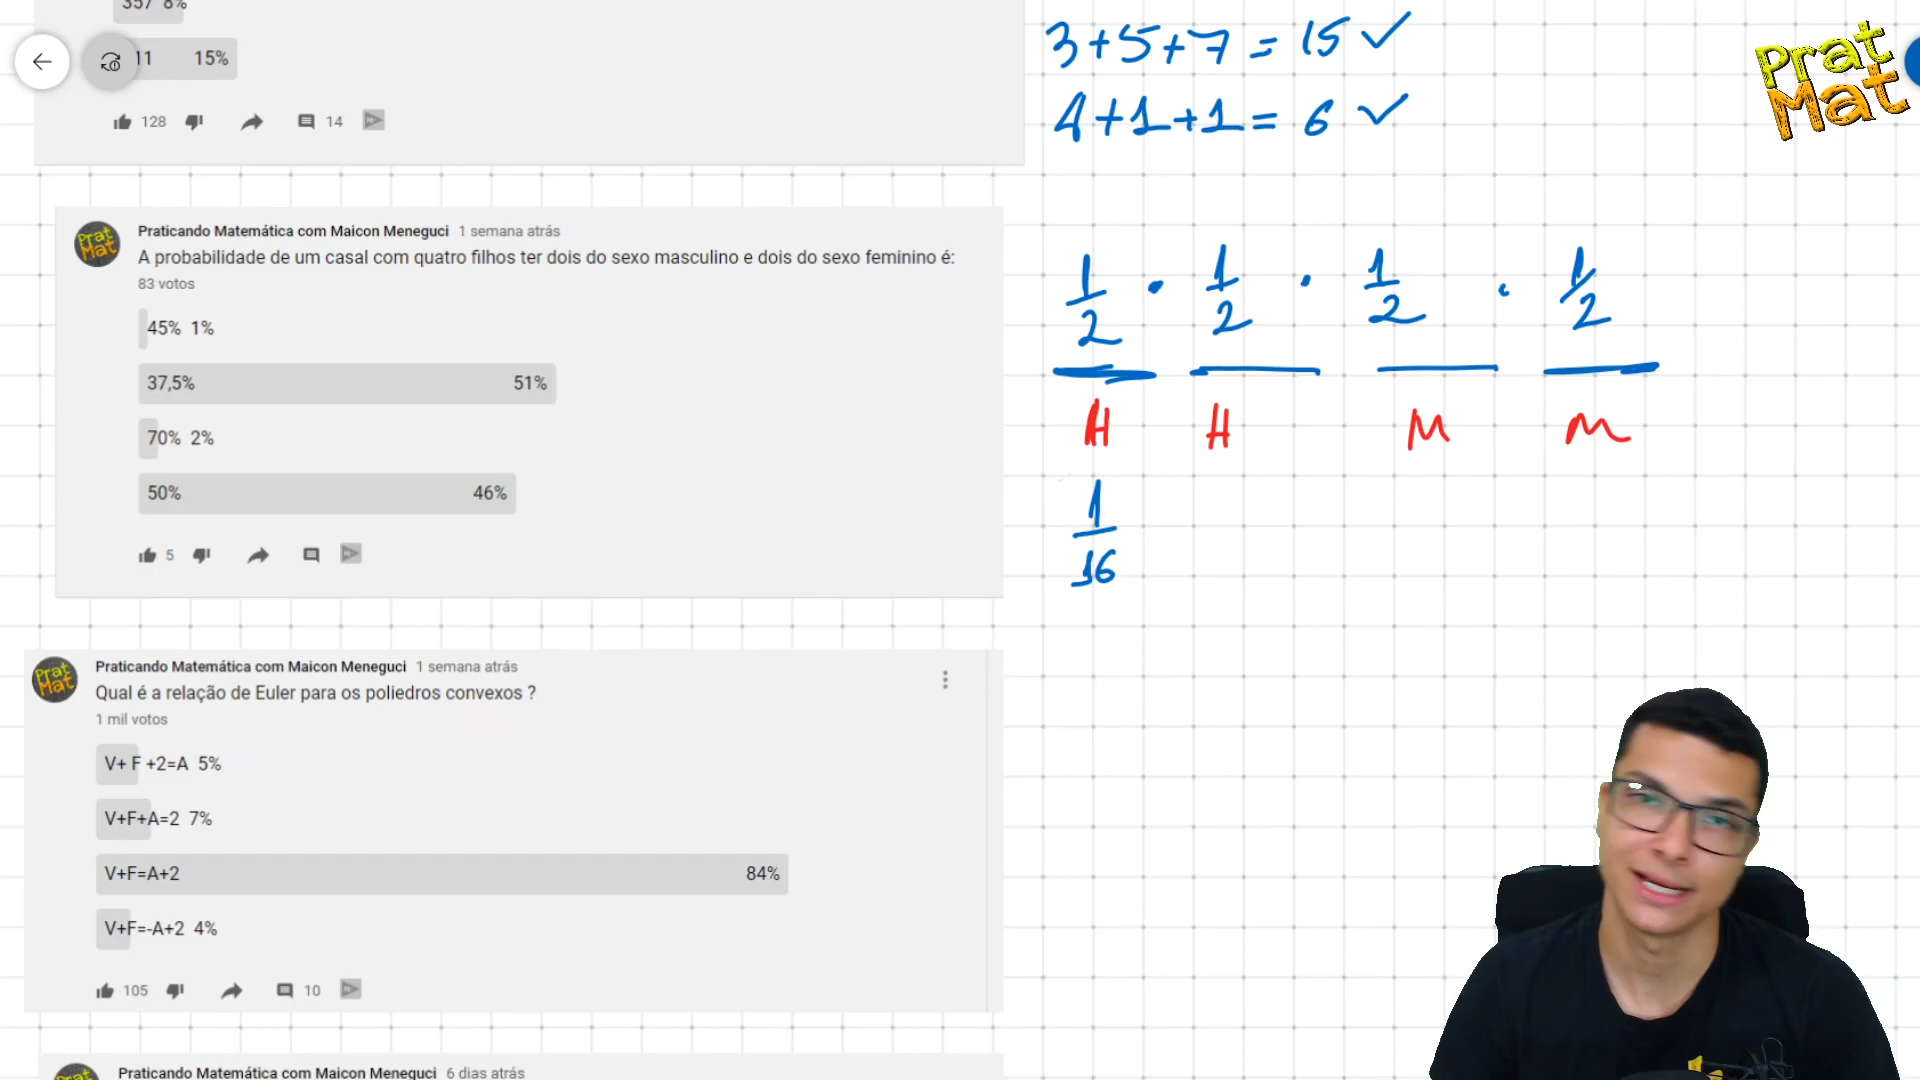 357 8%
11 15%
128 14
Praticando Matemática com Maicon Meneguci 1 semana atrás
A probabilidade de um casal com quatro filhos ter dois do sexo masculino e dois do sexo feminino é:
83 votos
45% 1%
37,5% 51%
70% 2%
50% 46%
5
Praticando Matemática com Maicon Meneguci 1 semana atrás
Qual é a relação de Euler para os poliedros convexos ?
1 mil votos
V+ F +2=A 5%
V+F+A=2 7%
V+F=A+2 84%
V+F=-A+2 4%
105 10
Praticando Matemática com Maicon Meneguci 6 dias atrás
3+5+7=15 ✓
4+1+1=6 ✓
1/2 · 1/2 · 1/2 · 1/2
H H M M
1/16
Prat
Mat